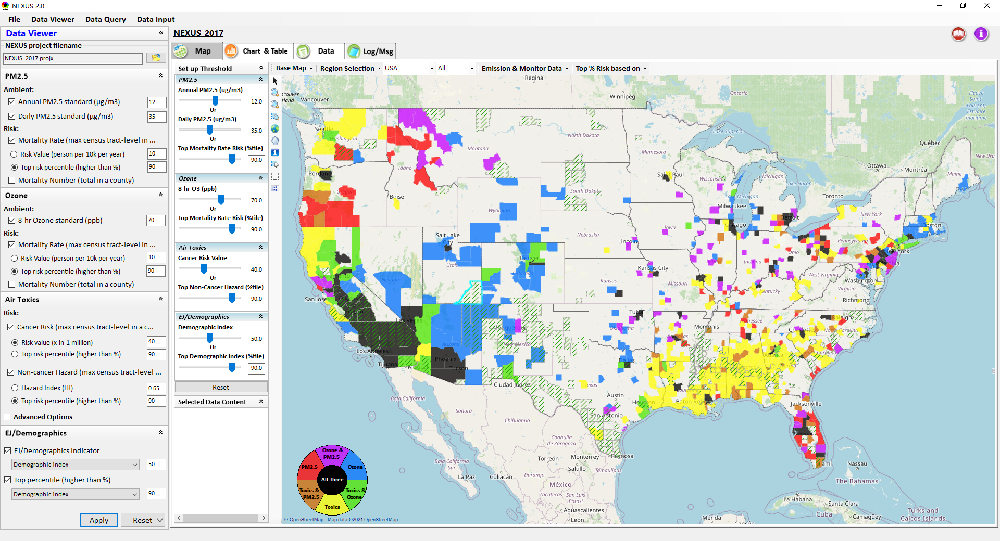 NEXUS 2.0
File Data Viewer Data Query Data Input
Data Viewer
NEXUS project filename
NEXUS_2017.projx
PM2.5
Ambient:
Annual PM2.5 standard (µg/m3) 12
Daily PM2.5 standard (µg/m3) 35
Risk:
Mortality Rate (max census tract-level in ...
Risk Value (person per 10k per year) 10
Top risk percentile (higher than %) 90
Mortality Number (total in a county)
Ozone
Ambient:
8-hr Ozone standard (ppb) 70
Risk:
Mortality Rate (max census tract-level in ...
Risk Value (person per 10k per year) 10
Top risk percentile (higher than %) 90
Mortality Number (total in a county)
Air Toxics
Risk:
Cancer Risk (max census tract-level in a c...
Risk value (x-in-1 million) 40
Top risk percentile (higher than %) 90
Non-cancer Hazard (max census tract-level ...
Hazard Index (HI) 0.65
Top risk percentile (higher than %) 90
Advanced Options
EJ/Demographics
EJ/Demographics Indicator
Demographic index 50
Top percentile (higher than %)
Demographic index 90
Apply Reset
NEXUS_2017
Map Chart & Table Data Log/Msg
Set up Threshold
PM2.5
Annual PM2.5 (ug/m3)
12.0
Or
Daily PM2.5 (ug/m3)
35.0
Or
Top Mortality Rate Risk (%tile)
90.0
Ozone
8-hr O3 (ppb)
70.0
Or
Top Mortality Rate Risk (%tile)
90.0
Air Toxics
Cancer Risk Value
40.0
Top Non-Cancer Hazard (%tile)
90.0
EJ/Demographics
Demographic index
50.0
Or
Top Demographic index (%tile)
90.0
Reset
Selected Data Content
Base Map Region Selection USA All Emission & Monitor Data Top % Risk based on
Regina
Winnipeg
Ontario
Fleuve
Saint-
Laurent,
Estuaire
maritime
ncouver
sland
Vancouver
Seattle
Washington
Montana
North Dakota
Minnesota
Lake Superior
Québec
New Bru
Ottawa
Montréal
Maine
Portland
Idaho
Saint Paul
Wisconsin
Michigan
Lake Huron
Toronto
Oregon
Boise
South Dakota
Lake Michigan
Milwaukee
Wyoming
New York
Detroit
Boston
Chicago
Iowa
Salt Lake
City
Nebraska
Lincoln
Pennsylvania
New York
Ohio
Illinois
Indiana
Denver
Utah
Philadelphia
Kansas City
Colorado
Sacramento
Nevada
Kansas
Missouri
West Virginia
Washington
Kentucky
Virginia
San Jose
Richmond
Las Vegas
Tulsa
Raleigh
Albuquerque
Oklahoma
Memphis
Tennessee
Charlotte
North Carolina
Arkansas
Arizona
New Mexico
Los Angeles
Atlanta
South Carolina
Phoenix
Dallas
Tijuana
Mexicali
Tucson
Ciudad Juárez
Texas
Louisiana
Baton Rou
Austin
Houston
Jacksonville
Baja California
Sonora
San Antonio
Chihuahua
Coahuila
de Zaragoza
Monterrey
Reynosa
Torreón
Saltillo
Miami
Nassau
The Bahamas
Baja California
Sur
La Paz
Culiacán
Durango
Tamaulipas
México
Zacatecas
San Luis
Potosí
Aguascalientes
León
Jalisco
La Habana
Santa Clara
Cuba
Camagüey
Turks and
Caicos Islands
Mérida
Cancún
Ozone &
PM2.5
PM2.5
Ozone
All Three
Toxics &
PM2.5
Toxics &
Ozone
Toxics
© OpenStreetMap - Map data ©2021 OpenStreetMap